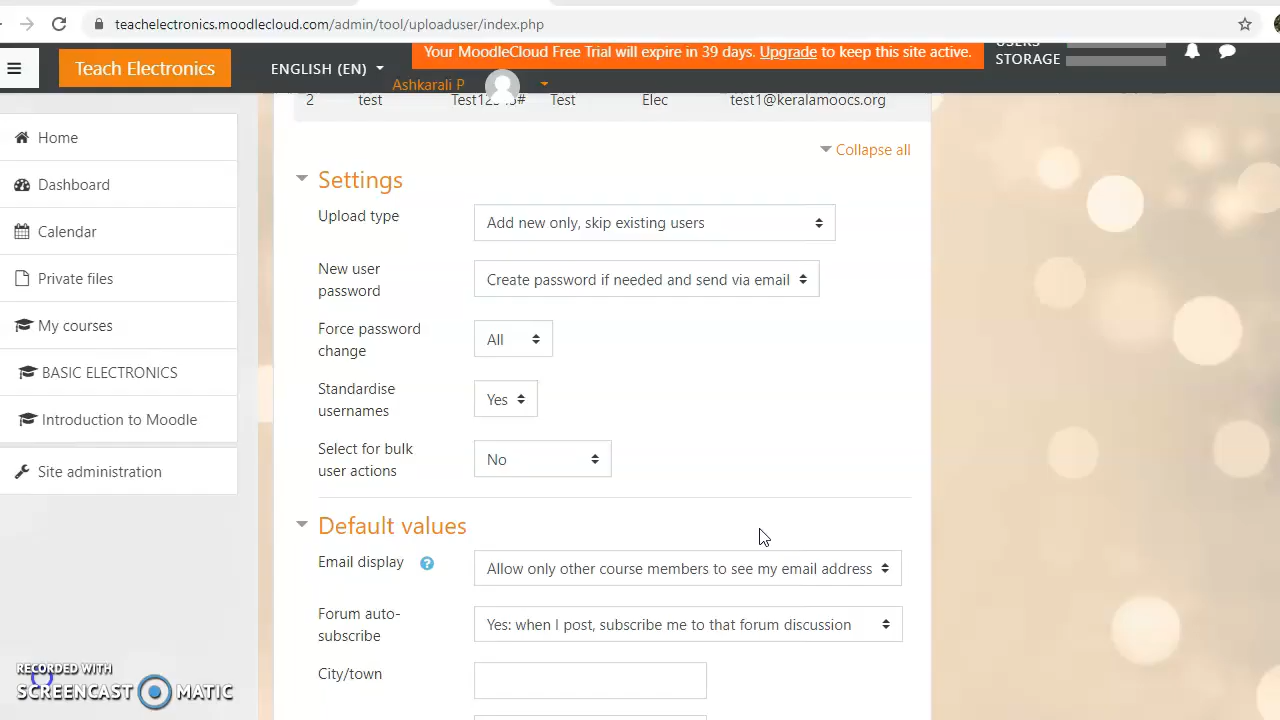 teachelectronics.moodlecloud.com/admin/tool/uploaduser/index.php
Your MoodleCloud Free Trial will expire in 39 days. Upgrade to keep this site active.
USERS
STORAGE
Teach Electronics
ENGLISH (EN)
Ashkarali P
2 test Test12345# Test Elec test1@keralamoocs.org
Home
Dashboard
Calendar
Private files
My courses
BASIC ELECTRONICS
Introduction to Moodle
Site administration
Collapse all
Settings
Upload type
Add new only, skip existing users
New user
password
Create password if needed and send via email
Force password
change
All
Standardise
usernames
Yes
Select for bulk
user actions
No
Default values
Email display
Allow only other course members to see my email address
Forum auto-
subscribe
Yes: when I post, subscribe me to that forum discussion
City/town
RECORDED WITH
SCREENCAST MATIC